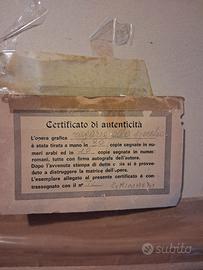 Certificato di autenticità
L'opera grafica
è stata tirata a mano in copie segnate in nu-
meri arabi ed in copie segnate in numeri
romani, tutte con firma autografa dell'autore.
Dopo l'avvenuta stampa di dette c pie si è provve-
duto a distruggere la matrice dell'opera.
L'esemplare allegato al presente certificato è con-
trassegnato con il n°
subito